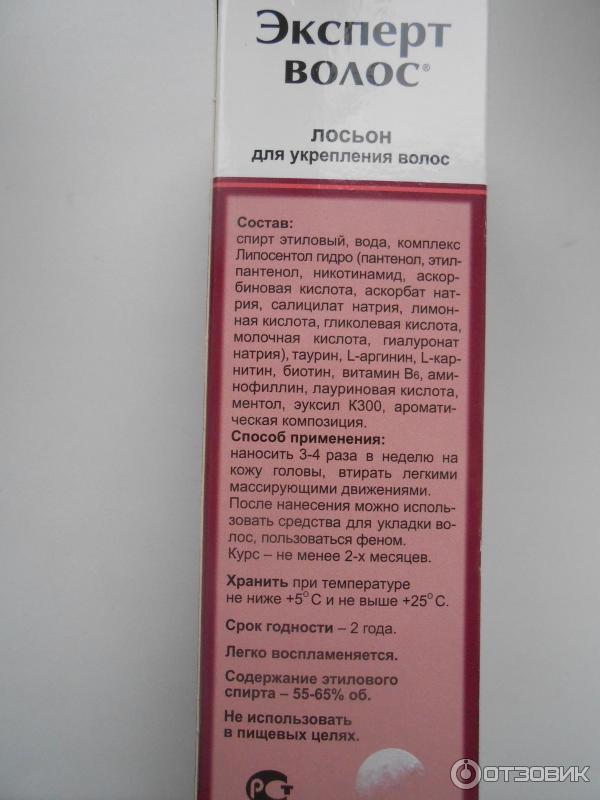 Эксперт
ВОЛОС®
ЛОСЬОН
для укрепления волос
Состав:
спирт этиловый, вода, комплекс
Липосентол гидро (пантенол, этил-
пантенол, никотинамид, аскор-
биновая кислота, аскорбат нат-
рия, салицилат натрия, лимон-
ная кислота, гликолевая кислота,
молочная кислота, гиалуронат
натрия), таурин, L-аргинин, L-кар-
нитин, биотин, витамин В6, ами-
нофиллин, лауриновая кислота,
ментол, эуксил К300, аромати-
ческая композиция.
Способ применения:
наносить 3-4 раза в неделю на
кожу головы, втирать легкими
массирующими движениями.
После нанесения можно исполь-
зовать средства для укладки во-
лос, пользоваться феном.
Курс – не менее 2-х месяцев.
Хранить при температуре
не ниже +5°С и не выше +25°С.
Срок годности – 2 года.
Легко воспламеняется.
Содержание этилового
спирта – 55-65% об.
Не использовать
в пищевых целях.
РСТ
ОТЗОВИК